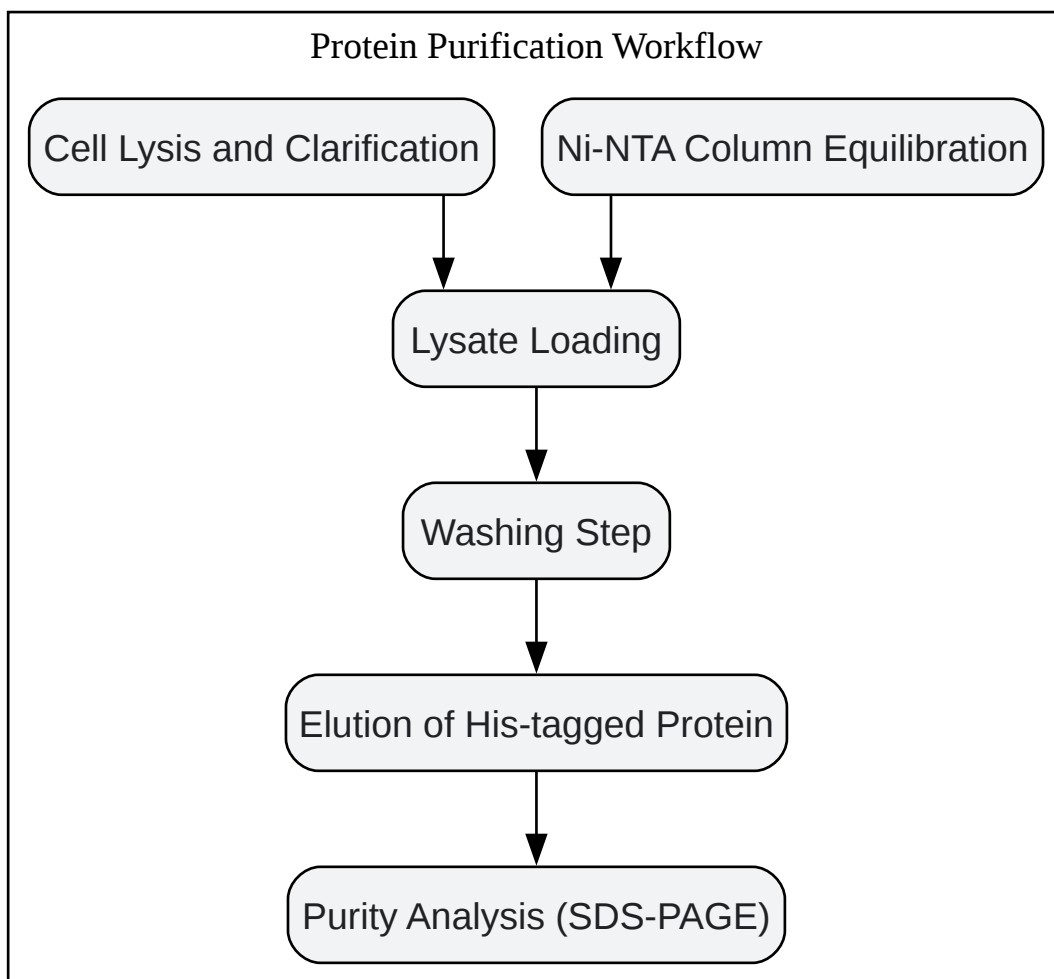 Protein Purification Workflow
Cell Lysis and Clarification
Ni-NTA Column Equilibration
Lysate Loading
Washing Step
Elution of His-tagged Protein
Purity Analysis (SDS-PAGE)